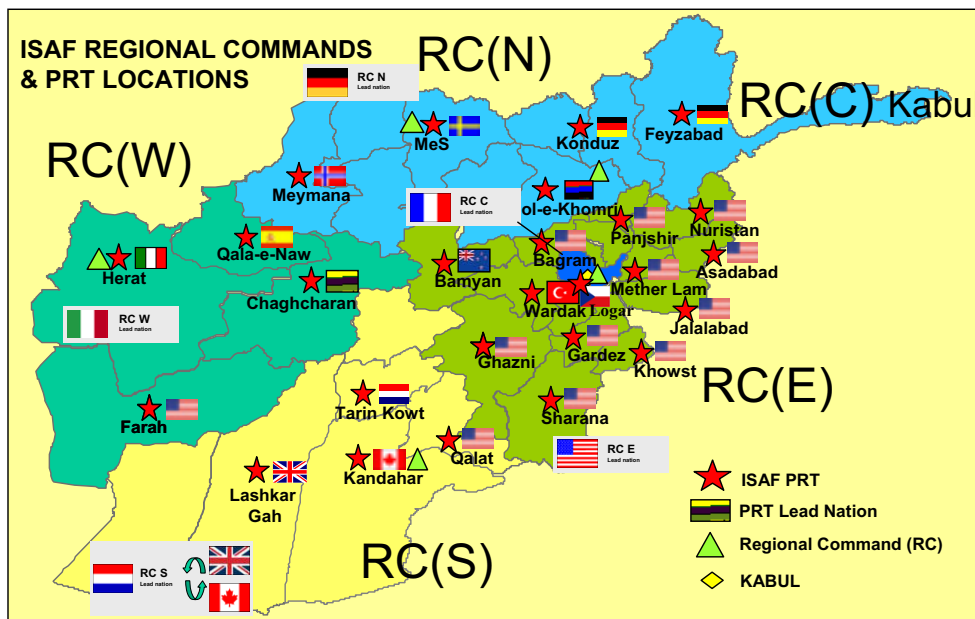 ISAF REGIONAL COMMANDS
& PRT LOCATIONS
RC(N)
RC N
Lead nation
RC(C) Kabu
MeS
Konduz
Feyzabad
RC(W)
Meymana
RC C
Lead nation
ol-e-Khomri
Panjshir
Nuristan
Qala-e-Naw
Bagram
Asadabad
Herat
Bamyan
Mether Lam
Chaghcharan
Wardak
Logar
Jalalabad
RC W
Lead nation
Ghazni
Gardez
Khowst
RC(E)
Tarin Kowt
Sharana
Farah
Qalat
RC E
Lead nation
Kandahar
Lashkar
Gah
ISAF PRT
PRT Lead Nation
Regional Command (RC)
KABUL
RC(S)
RC S
Lead nation